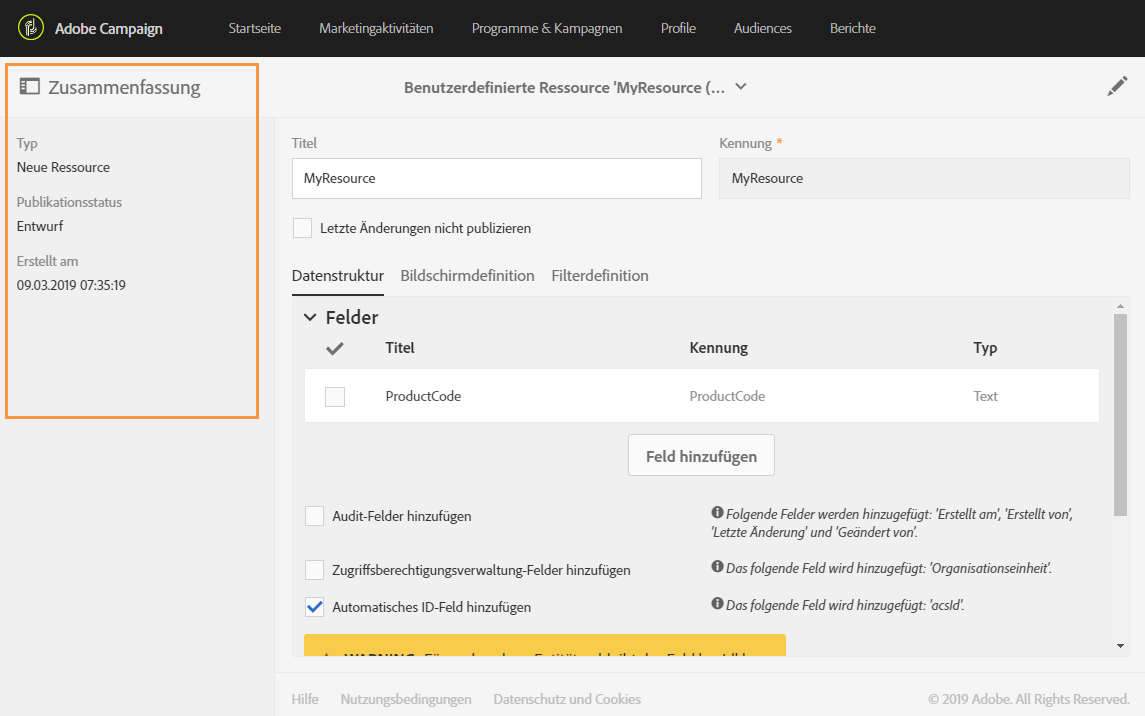 Adobe Campaign Startseite Marketingaktivitäten Programme & Kampagnen Profile Audiences Berichte
Zusammenfassung
Benutzerdefinierte Ressource 'MyResource (...
Typ
Neue Ressource
Publikationsstatus
Entwurf
Erstellt am
09.03.2019 07:35:19
Titel Kennung *
MyResource MyResource
Letzte Änderungen nicht publizieren
Datenstruktur Bildschirmdefinition Filterdefinition
Felder
Titel Kennung Typ
ProductCode ProductCode Text
Feld hinzufügen
Audit-Felder hinzufügen
Folgende Felder werden hinzugefügt: 'Erstellt am', 'Erstellt von',
'Letzte Änderung' und 'Geändert von'.
Zugriffsberechtigungsverwaltung-Felder hinzufügen
Das folgende Feld wird hinzugefügt: 'Organisationseinheit'.
Automatisches ID-Feld hinzufügen
Das folgende Feld wird hinzugefügt: 'acsId'.
WARNING
Hilfe Nutzungsbedingungen Datenschutz und Cookies © 2019 Adobe. All Rights Reserved.